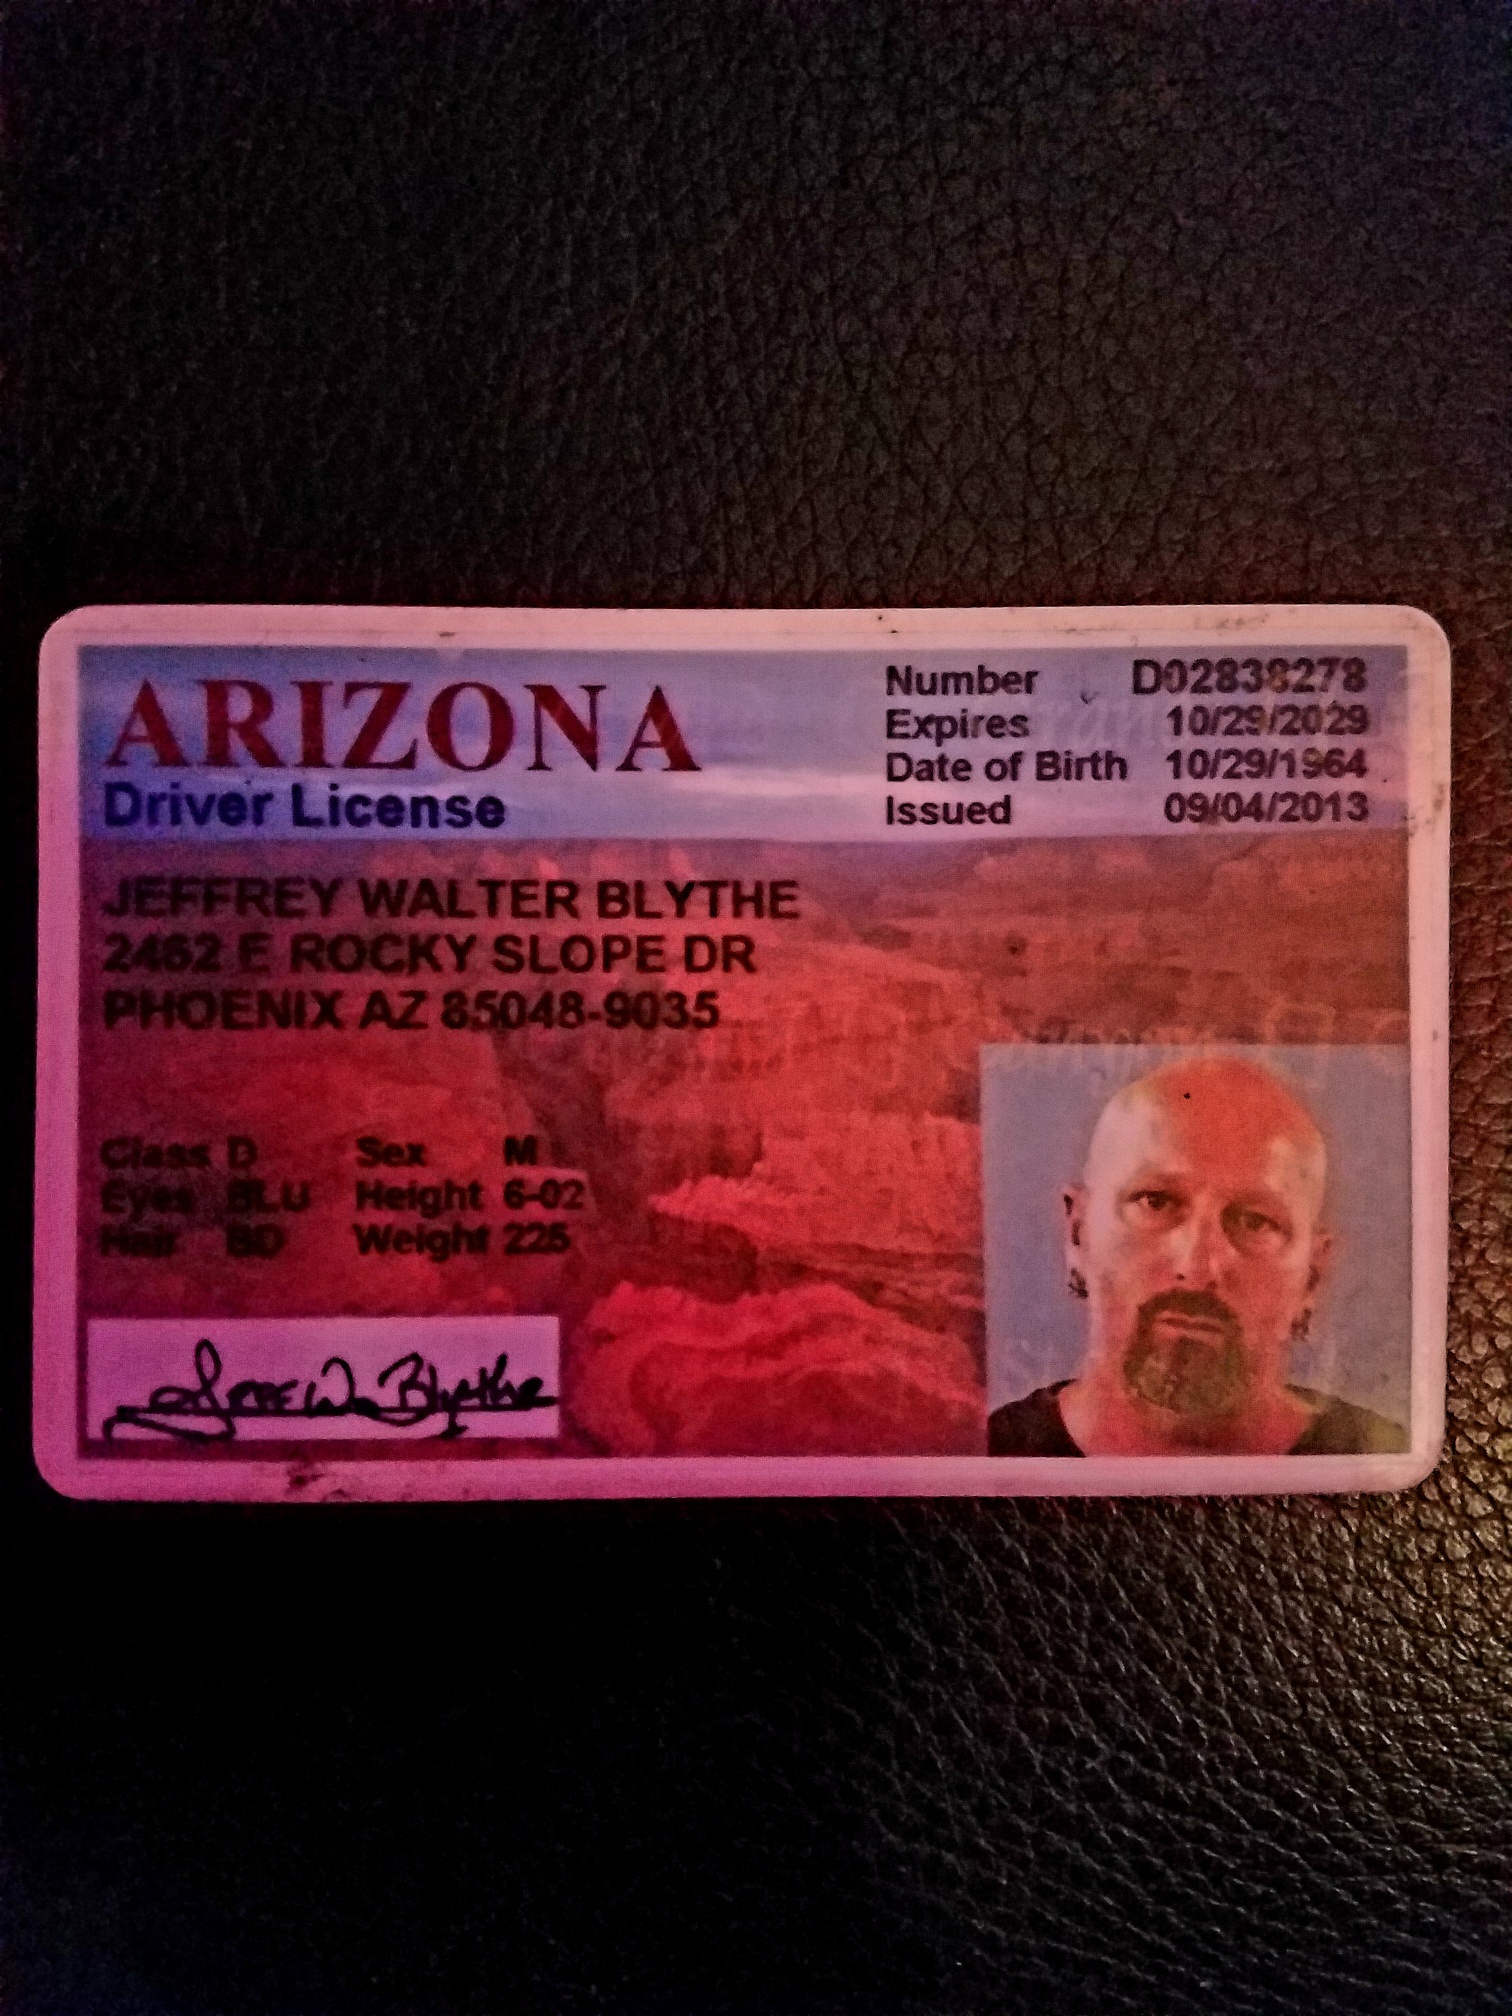 ARIZONA
Driver License
Number D02838278
Expires 10/29/2029
Date of Birth 10/29/1964
Issued 09/04/2013
JEFFREY WALTER BLYTHE
2462 E ROCKY SLOPE DR
PHOENIX AZ 85048-9035
Class D Sex M
Eyes BLU Height 6-02
Hair BD Weight 225
Jeff W. Blythe